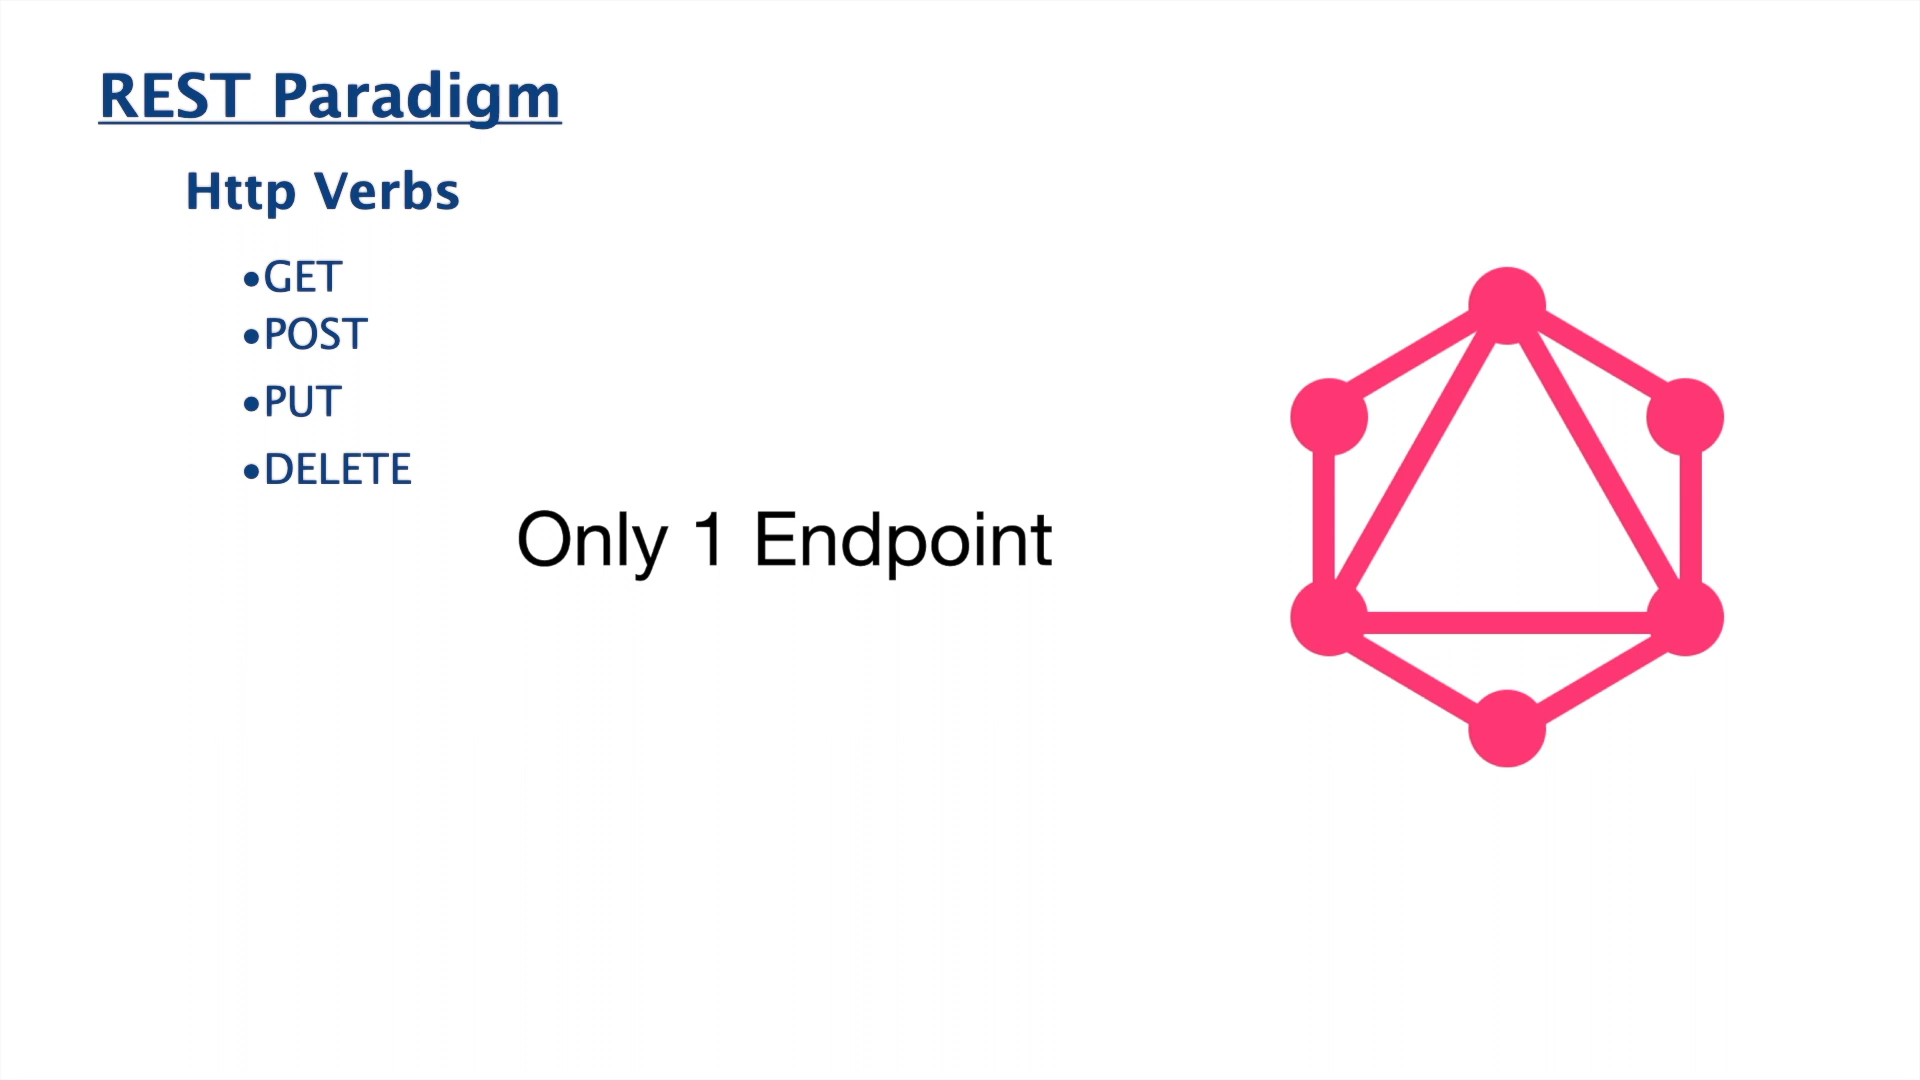 REST Paradigm
Http Verbs
•GET
•POST
•PUT
•DELETE
Only 1 Endpoint